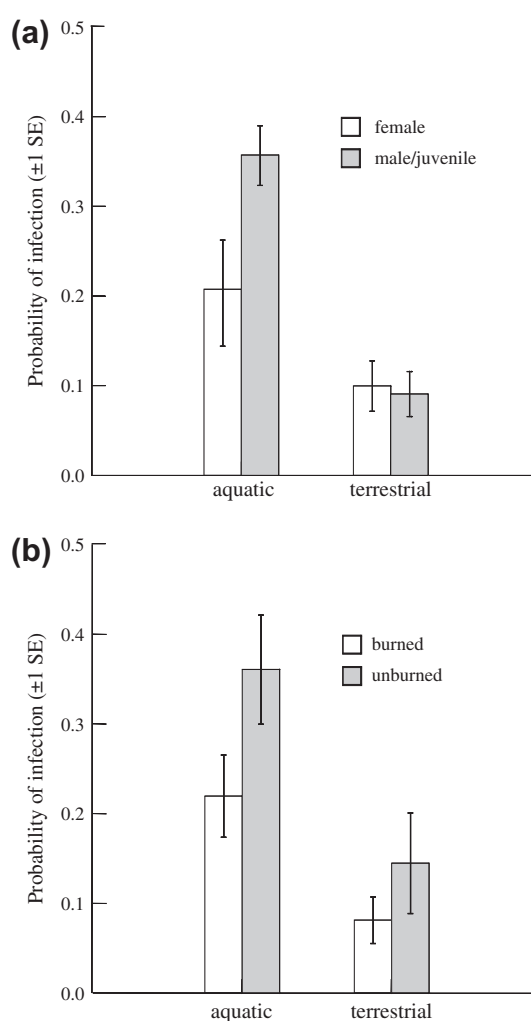 (a)
0.5
0.4
0.3
0.2
0.1
0.0
Probability of infection (±1 SE)
female
male/juvenile
aquatic terrestrial
(b)
0.5
0.4
0.3
0.2
0.1
0.0
Probability of infection (±1 SE)
burned
unburned
aquatic terrestrial